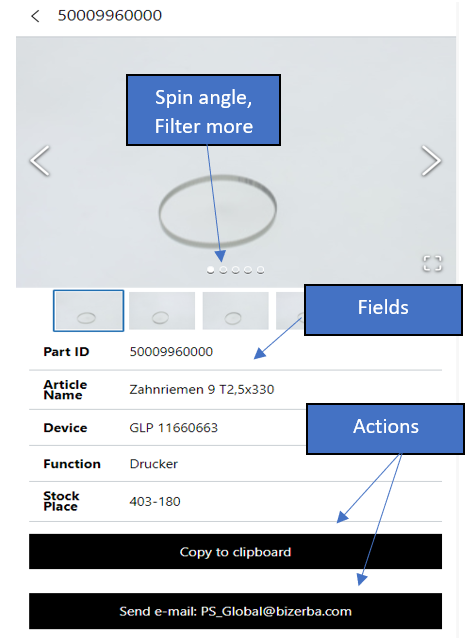 50009960000
Spin angle,
Filter more
Fields
Part ID 50009960000
Article
Name Zahnriemen 9 T2,5x330
Actions
Device GLP 11660663
Function Drucker
Stock
Place 403-180
Copy to clipboard
Send e-mail: PS_Global@bizerba.com